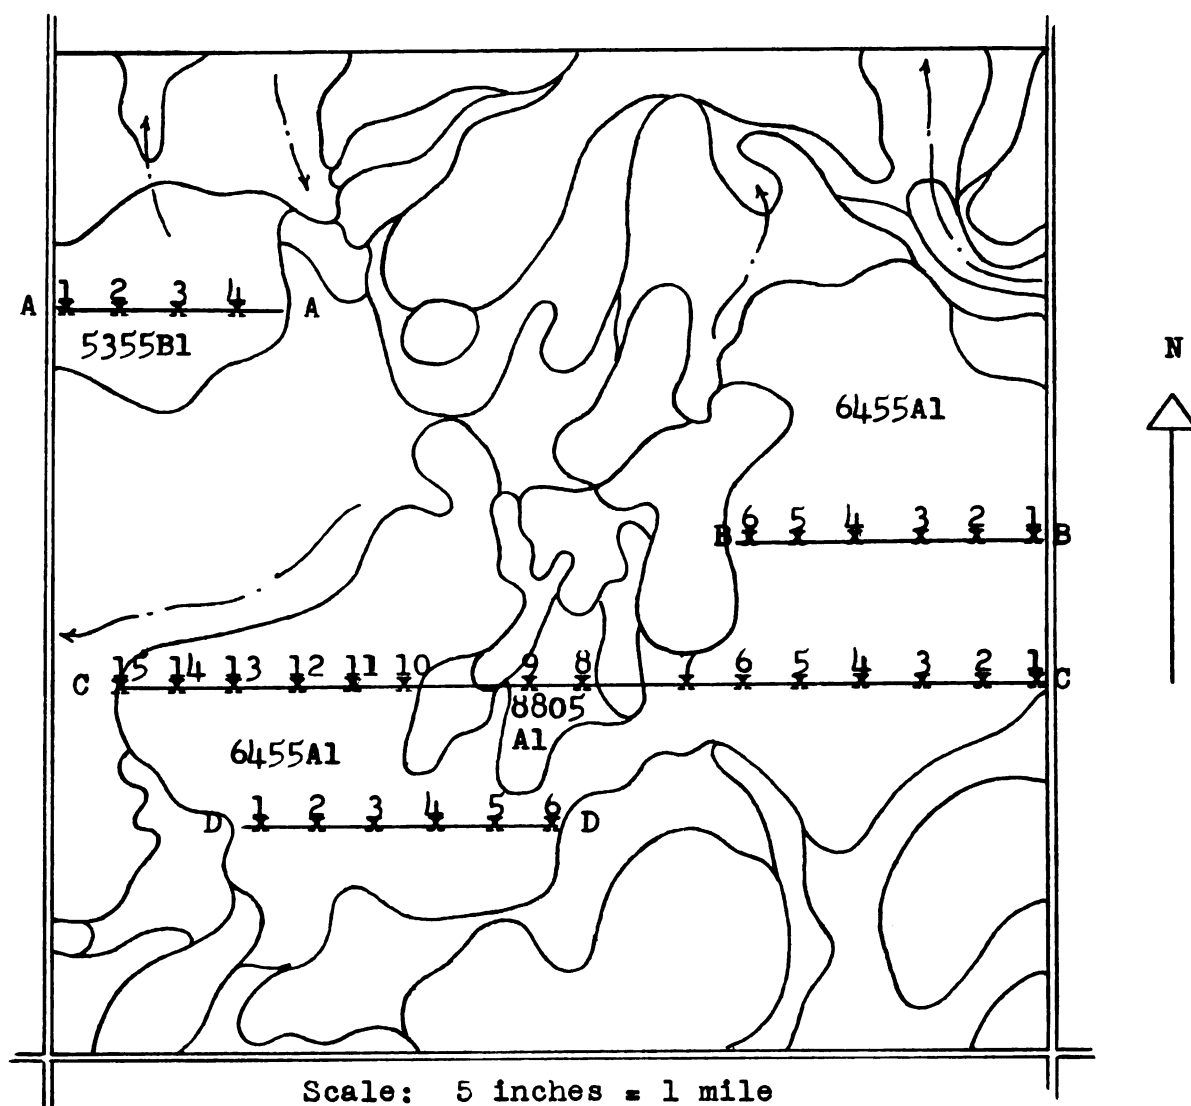 1 2 3 4
A A
5355B1
N
6455A1
6 5 4 3 2 1
B B
15 14 13 12 11 10 9 8 7 6 5 4 3 2 1
C C
8805
A1
6455A1
1 2 3 4 5 6
D D
Scale: 5 inches = 1 mile